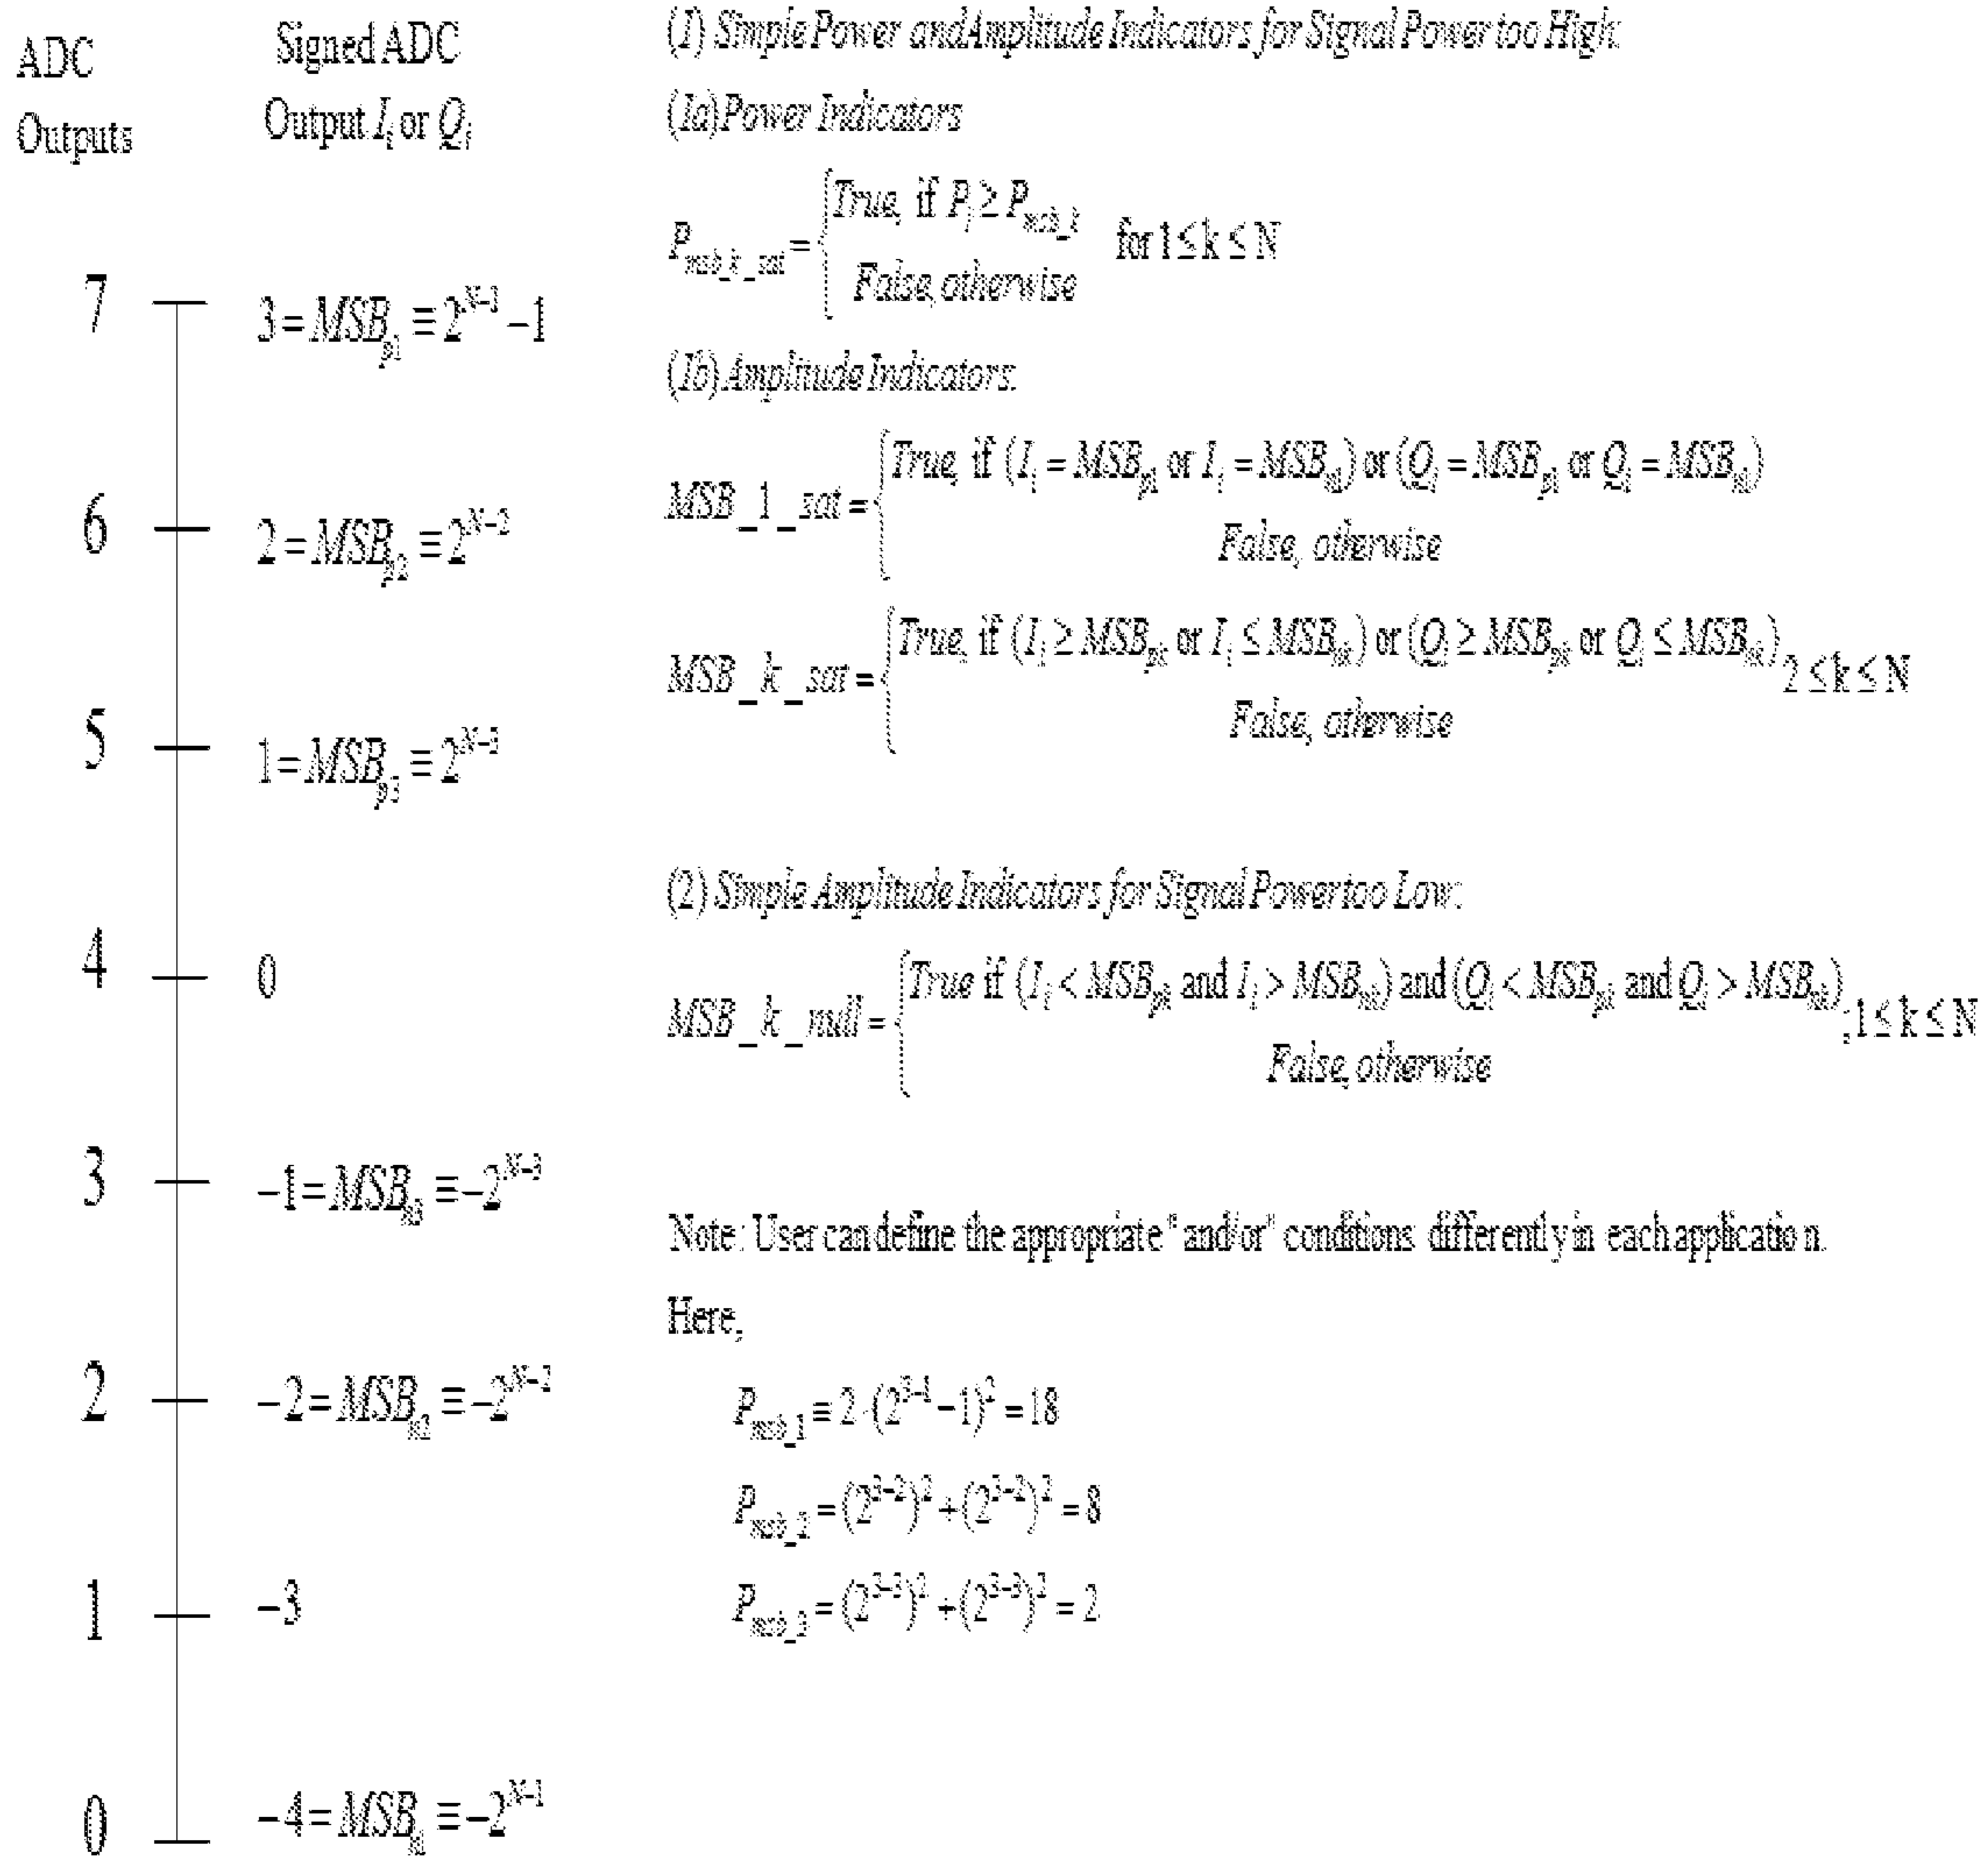 ADC
Outputs
Signed ADC
Output I_i or Q_i
7
3 = MSB_p1 ≡ 2^(N-1) − 1
6
2 = MSB_p2 ≡ 2^(N-2)
5
1 = MSB_p3 ≡ 2^(N-3)
4
0
3
−1 = MSB_n3 ≡ −2^(N-3)
2
−2 = MSB_n2 ≡ −2^(N-2)
1
−3
0
−4 = MSB_n1 ≡ −2^(N-1)
(1) Simple Power and Amplitude Indicators for Signal Power too High:
(1a) Power Indicators
P_msb_k_sat = { True, if P_i ≥ P_msb_k
False, otherwise
for 1 ≤ k ≤ N
(1b) Amplitude Indicators:
MSB_1_sat = { True, if (I_i = MSB_p1 or I_i = MSB_n1) or (Q_i = MSB_p1 or Q_i = MSB_n1)
False, otherwise
MSB_k_sat = { True, if (I_i ≥ MSB_pk or I_i ≤ MSB_nk) or (Q_i ≥ MSB_pk or Q_i ≤ MSB_nk)
False, otherwise
2 ≤ k ≤ N
(2) Simple Amplitude Indicators for Signal Power too Low:
MSB_k_null = { True if (I_i < MSB_pk and I_i > MSB_nk) and (Q_i < MSB_pk and Q_i > MSB_nk)
False, otherwise
;1 ≤ k ≤ N
Note: User can define the appropriate "and/or" conditions differently in each application.
Here,
P_msb_1 ≡ 2·(2^(3-1) − 1)^2 = 18
P_msb_2 = (2^(3-2))^2 + (2^(3-2))^2 = 8
P_msb_3 = (2^(3-3))^2 + (2^(3-3))^2 = 2